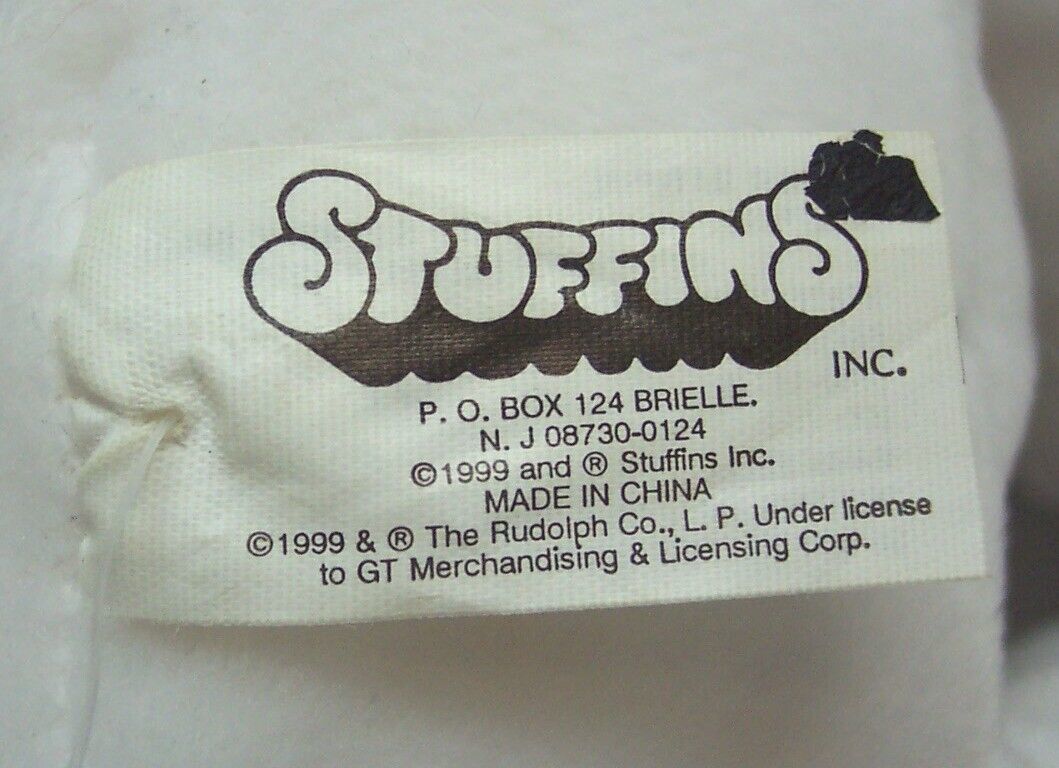 STUFFINS
INC.
P. O. BOX 124 BRIELLE.
N. J 08730-0124
©1999 and ® Stuffins Inc.
MADE IN CHINA
©1999 & ® The Rudolph Co., L. P. Under license
to GT Merchandising & Licensing Corp.